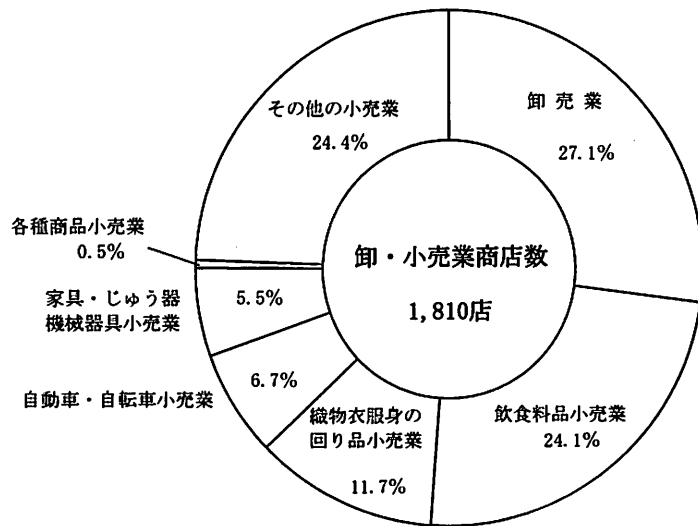 その他の小売業
24.4%
卸売業
27.1%
各種商品小売業
0.5%
卸・小売業商店数
1,810店
家具・じゅう器
機械器具小売業
5.5%
自動車・自転車小売業
6.7%
織物衣服身の
回り品小売業
11.7%
飲食料品小売業
24.1%